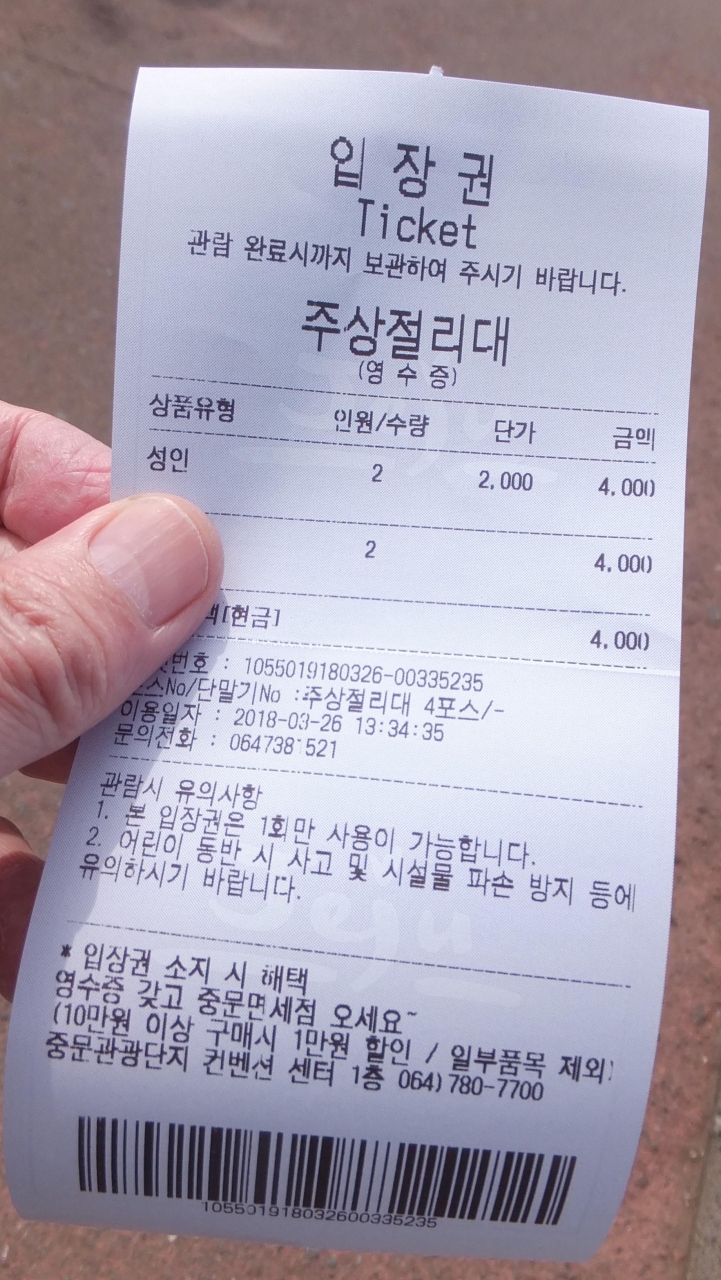 입장권
Ticket
관람 완료시까지 보관하여 주시기 바랍니다.
주상절리대
(영수증)
상품유형 인원/수량 단가 금액
성인 2 2,000 4,000
2 4,000
[현금] 4,000
번호 : 1055019180326-00335235
No/단말기No :주상절리대 4포스/-
이용일자 : 2018-03-26 13:34:35
문의전화 :
관람시 유의사항
1. 본 입장권은 1회만 사용이 가능합니다.
2. 어린이 동반 시 사고 및 시설물 파손 방지 등에
유의하시기 바랍니다.
* 입장권 소지 시 혜택
영수증 갖고 중문면세점 오세요~
(10만원 이상 구매시 1만원 할인 / 일부품목 제외)
중문관광단지 컨벤션 센터 1층 064)780-7700
105501918032600335235